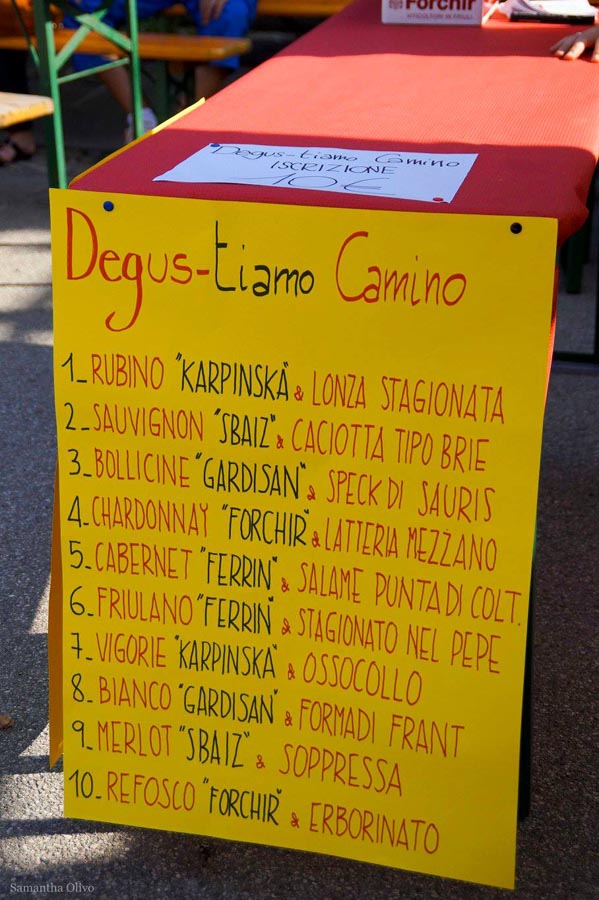 Forchir
VITICOLTORI IN FRIULI
Degus-tiamo Camino
ISCRIZIONE
10€
Degus-tiamo Camino
1_ RUBINO "KARPINSKA" & LONZA STAGIONATA
2_ SAUVIGNON "SBAIZ" & CACIOTTA TIPO BRIE
3_ BOLLICINE "GARDISAN" & SPECK DI SAURIS
4_ CHARDONNAY "FORCHIR" & LATTERIA MEZZANO
5_ CABERNET "FERRIN" & SALAME PUNTA DI COLT.
6_ FRIULANO "FERRIN" & STAGIONATO NEL PEPE
7_ VIGORIE "KARPINSKA" & OSSOCOLLO
8_ BIANCO "GARDISAN" & FORMADI FRANT
9_ MERLOT "SBAIZ" & SOPPRESSA
10_ REFOSCO "FORCHIR" & ERBORINATO
Samantha Olivo